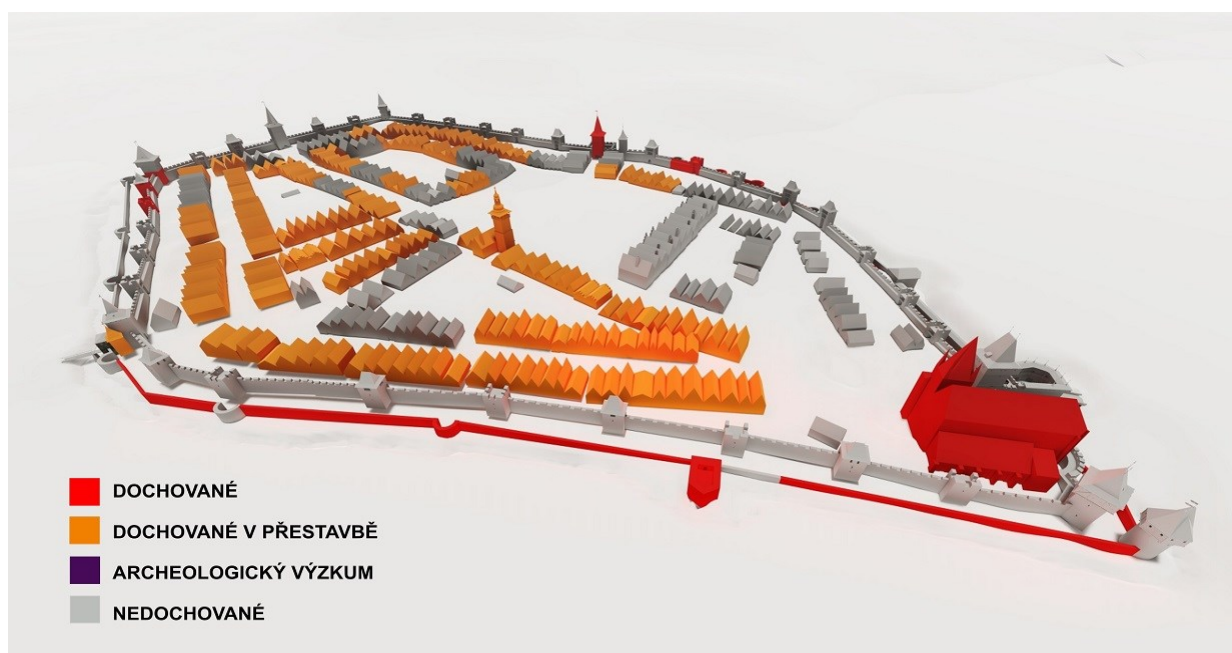 DOCHOVANÉ
DOCHOVANÉ V PŘESTAVBĚ
ARCHEOLOGICKÝ VÝZKUM
NEDOCHOVANÉ